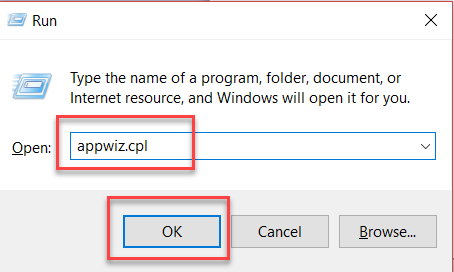 Run
Type the name of a program, folder, document, or
Internet resource, and Windows will open it for you.
Open: appwiz.cpl
OK Cancel Browse...